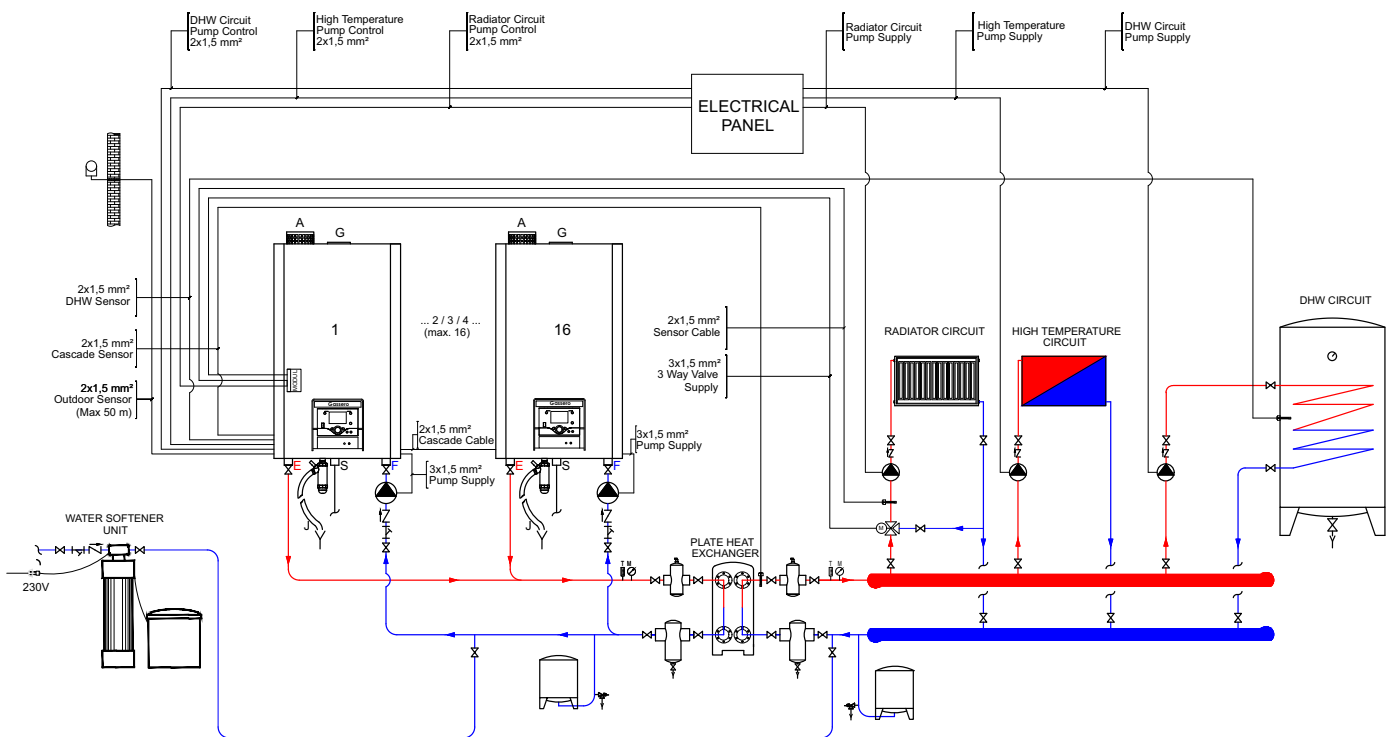 DHW Circuit
Pump Control
2x1,5 mm²
High Temperature
Pump Control
2x1,5 mm²
Radiator Circuit
Pump Control
2x1,5 mm²
Radiator Circuit
Pump Supply
High Temperature
Pump Supply
DHW Circuit
Pump Supply
ELECTRICAL
PANEL
A
G
A
G
2x1,5 mm²
DHW Sensor
2x1,5 mm²
Cascade Sensor
2x1,5 mm²
Outdoor Sensor
(Max 50 m)
1
... 2 / 3 / 4 ...
(max. 16)
16
MODUL
Gassero
Gassero
2x1,5 mm²
Sensor Cable
3x1,5 mm²
3 Way Valve
Supply
RADIATOR CIRCUIT
HIGH TEMPERATURE
CIRCUIT
DHW CIRCUIT
2x1,5 mm²
Cascade Cable
3x1,5 mm²
Pump Supply
3x1,5 mm²
Pump Supply
E
S
F
E
S
F
J
J
M
WATER SOFTENER
UNIT
230V
PLATE HEAT
EXCHANGER
T M
T M